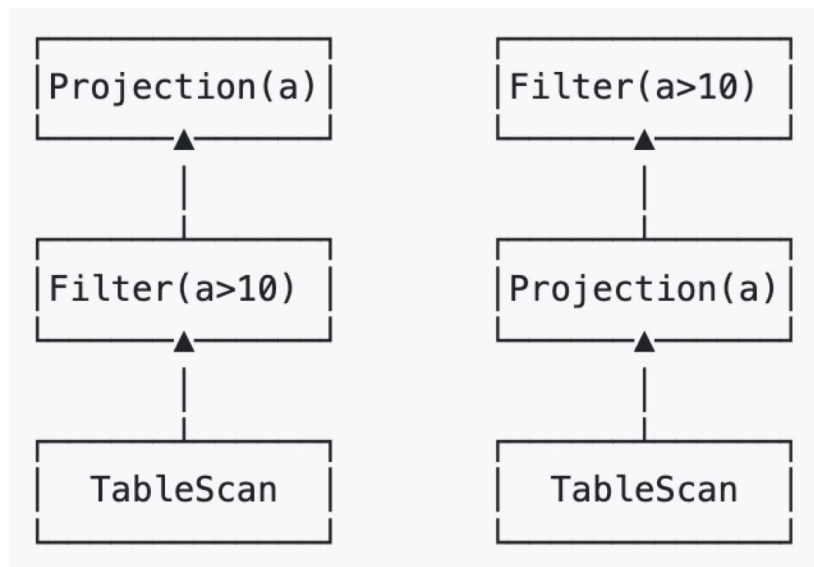 Projection(a)
Filter(a>10)
Filter(a>10)
Projection(a)
TableScan
TableScan